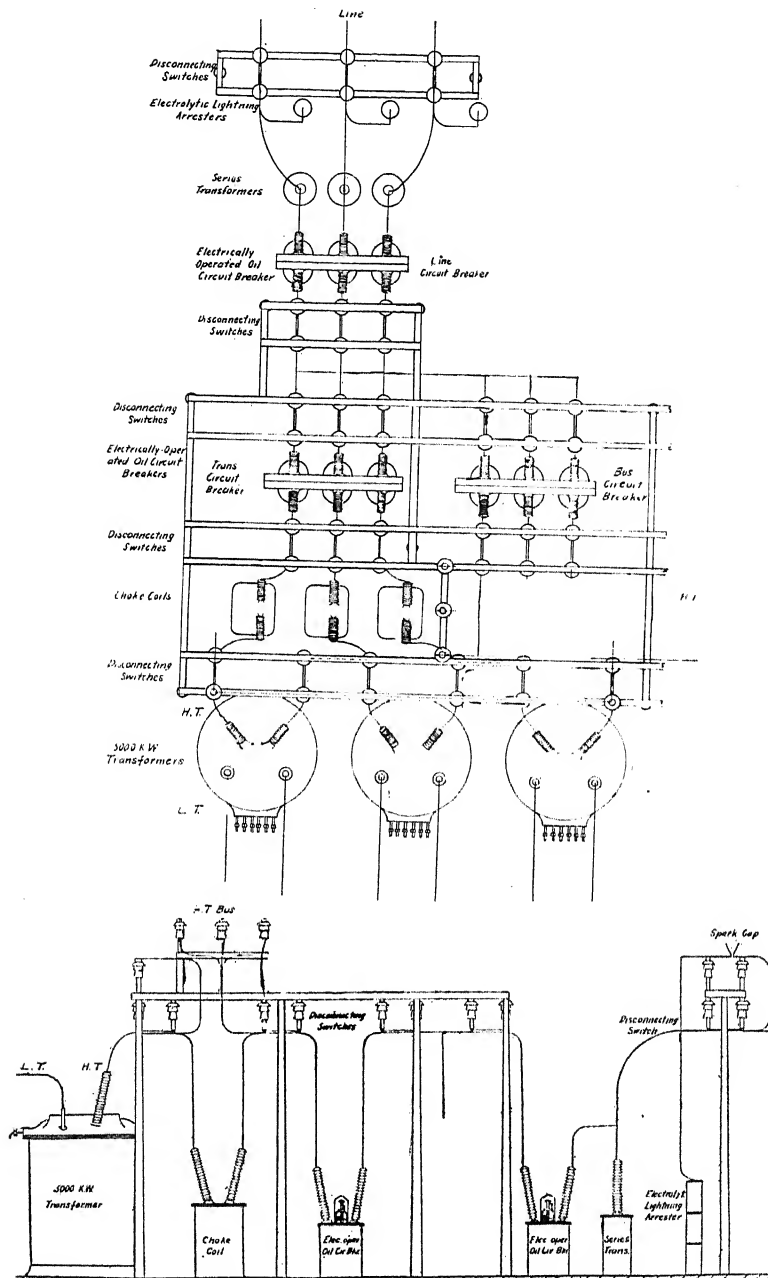 Line
Disconnecting
Switches
Electrolytic Lightning
Arresters
Series
Transformers
Electrically
Operated Oil
Circuit Breaker
Line
Circuit Breaker
Disconnecting
Switches
Disconnecting
Switches
Electrically-Oper
ated Oil Circuit
Breakers
Trans
Circuit
Breaker
Bus
Circuit
Breaker
Disconnecting
Switches
Choke Coils
Disconnecting
Switches
H.T.
5000 K.W.
Transformers
L.T.
H.T Bus
Spark Gap
Disconnecting
Switches
Disconnecting
Switch
L.T.
H.T
5000 K.W.
Transformer
Choke
Coil
Elec. oper
Oil Cir Bkr.
Elec oper
Oil Cir Bkr.
Series
Trans.
Electrolyt
Lightning
Arrester